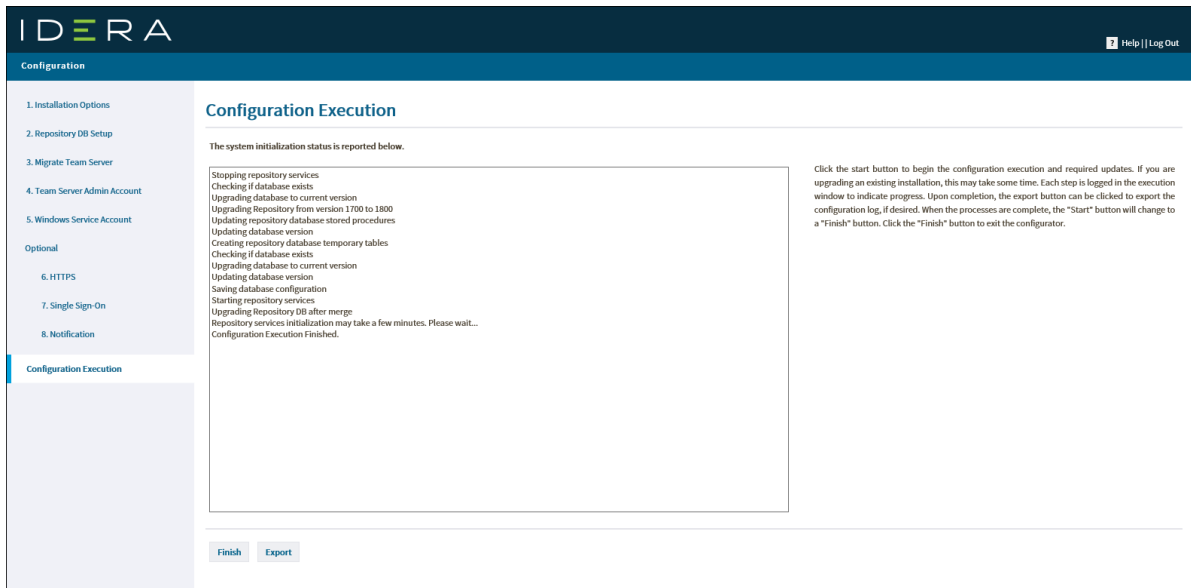 IDERA
? Help || Log Out
Configuration
1. Installation Options
2. Repository DB Setup
3. Migrate Team Server
4. Team Server Admin Account
5. Windows Service Account
Optional
6. HTTPS
7. Single Sign-On
8. Notification
Configuration Execution
Configuration Execution
The system initialization status is reported below.
Stopping repository services
Checking if database exists
Upgrading database to current version
Upgrading Repository from version 1700 to 1800
Updating repository database stored procedures
Updating database version
Creating repository database temporary tables
Checking if database exists
Upgrading database to current version
Updating database version
Saving database configuration
Starting repository services
Upgrading Repository DB after merge
Repository services initialization may take a few minutes. Please wait...
Configuration Execution Finished.
Click the start button to begin the configuration execution and required updates. If you are
upgrading an existing installation, this may take some time. Each step is logged in the execution
window to indicate progress. Upon completion, the export button can be clicked to export the
configuration log, if desired. When the processes are complete, the "Start" button will change to
a "Finish" button. Click the "Finish" button to exit the configurator.
Finish Export